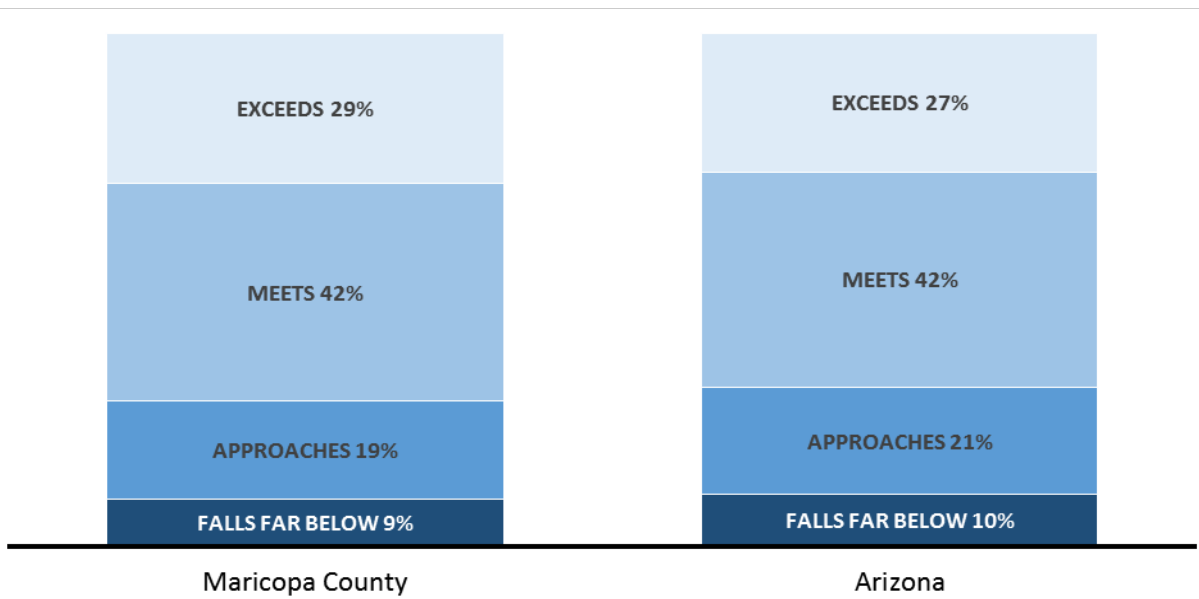 EXCEEDS 29%
MEETS 42%
APPROACHES 19%
FALLS FAR BELOW 9%
Maricopa County
EXCEEDS 27%
MEETS 42%
APPROACHES 21%
FALLS FAR BELOW 10%
Arizona